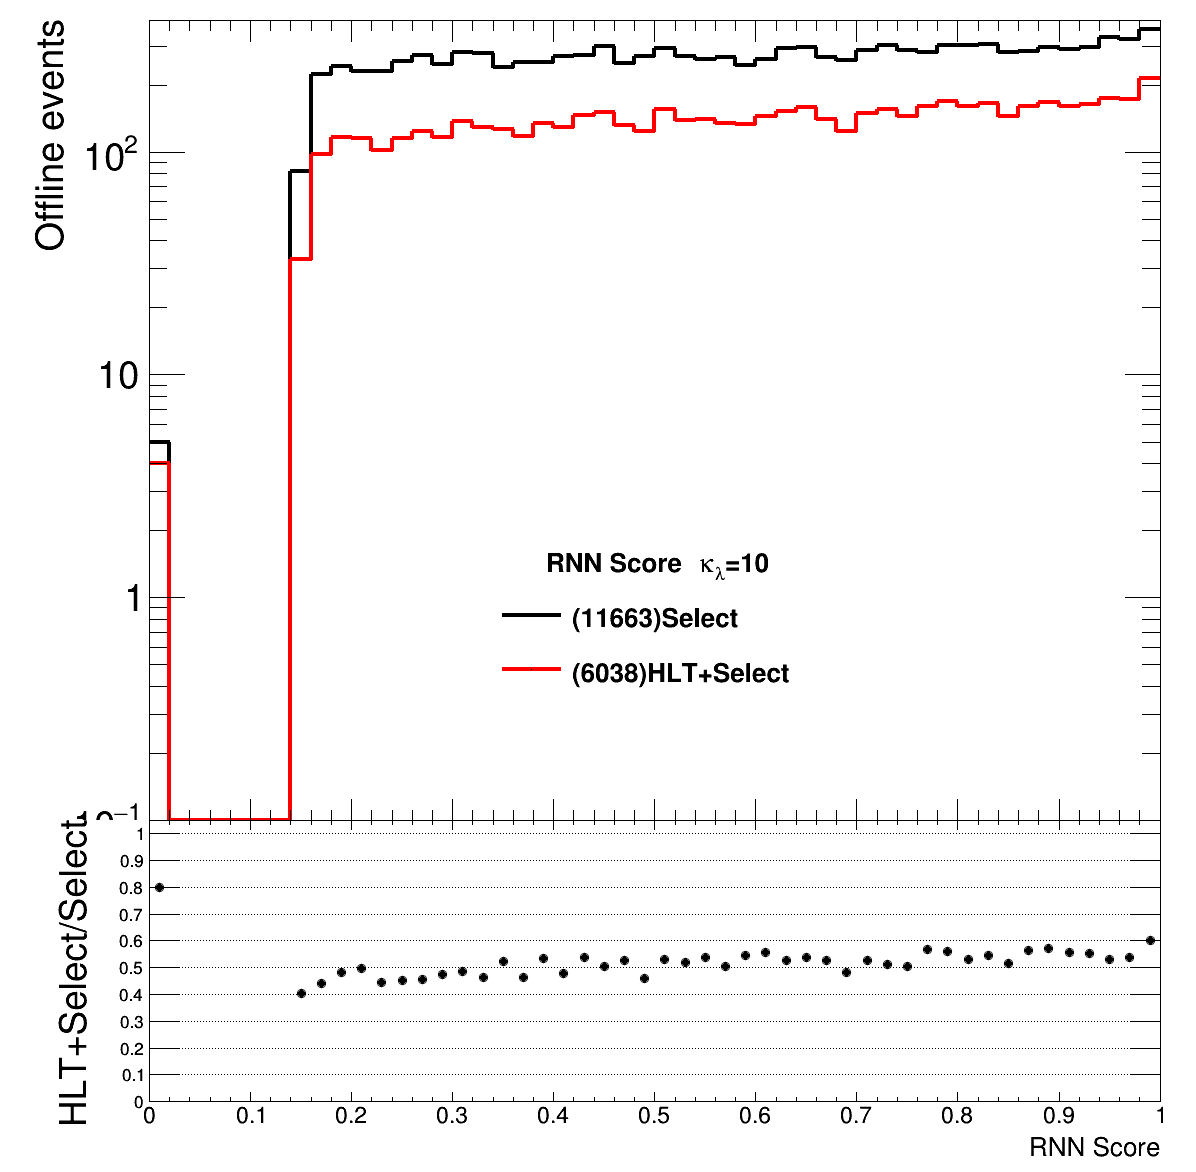 Offline events
10²
10
1
RNN Score κλ=10
(11663)Select
(6038)HLT+Select
−1
HLT+Select/Select
1
0.9
0.8
0.7
0.6
0.5
0.4
0.3
0.2
0.1
0
0 0.1 0.2 0.3 0.4 0.5 0.6 0.7 0.8 0.9 1
RNN Score